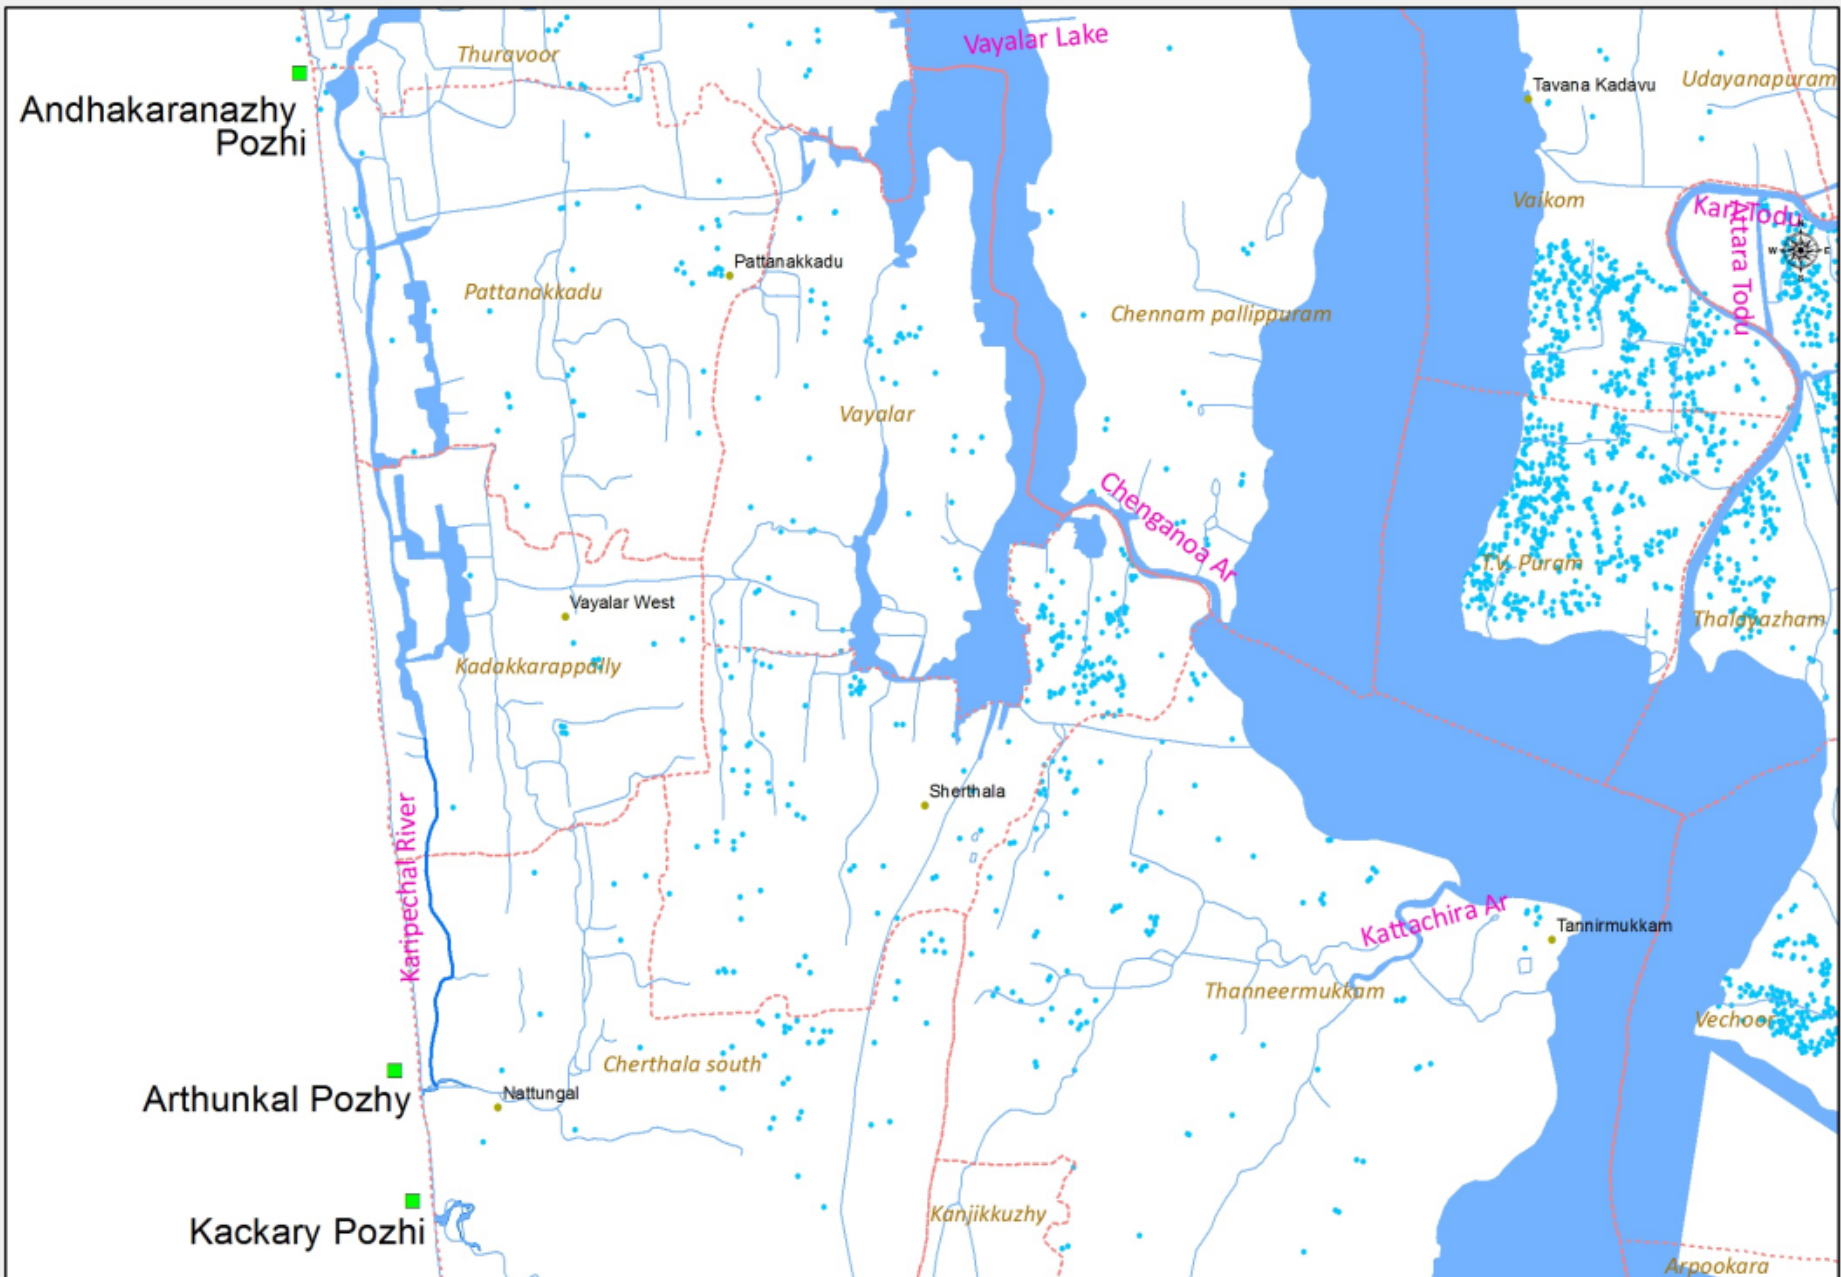 Vayalar Lake
Thuravoor
Andhakaranazhy
Pozhi
Tavana Kadavu
Udayanapuram
Vaikom
Kari Todu
Attara Todu
N
W
E
S
Pattanakkadu
Pattanakkadu
Chennam pallippuram
Vayalar
Chenganoa Ar
T.V. Puram
Vayalar West
Thalayazham
Kadakkarappally
Sherthala
Karipechal River
Kattachira Ar
Tannirmukkam
Thanneermukkam
Vechoor
Cherthala south
Arthunkal Pozhy
Nattungal
Kackary Pozhi
Kanjikkuzhy
Arpookara